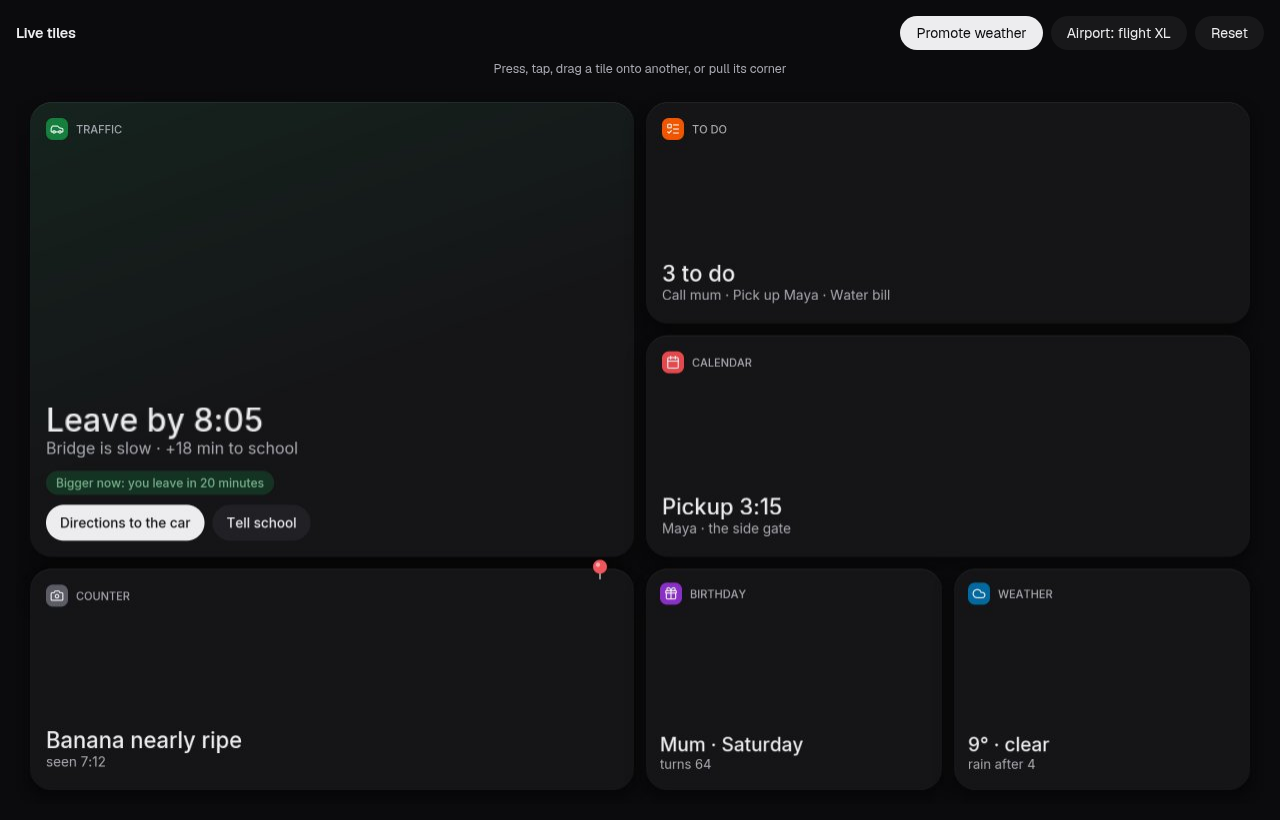 Live tiles
Promote weather
Airport: flight XL
Reset
Press, tap, drag a tile onto another, or pull its corner
TRAFFIC
Leave by 8:05
Bridge is slow · +18 min to school
Bigger now: you leave in 20 minutes
Directions to the car
Tell school
TO DO
3 to do
Call mum · Pick up Maya · Water bill
CALENDAR
Pickup 3:15
Maya · the side gate
COUNTER
Banana nearly ripe
seen 7:12
BIRTHDAY
Mum · Saturday
turns 64
WEATHER
9° · clear
rain after 4